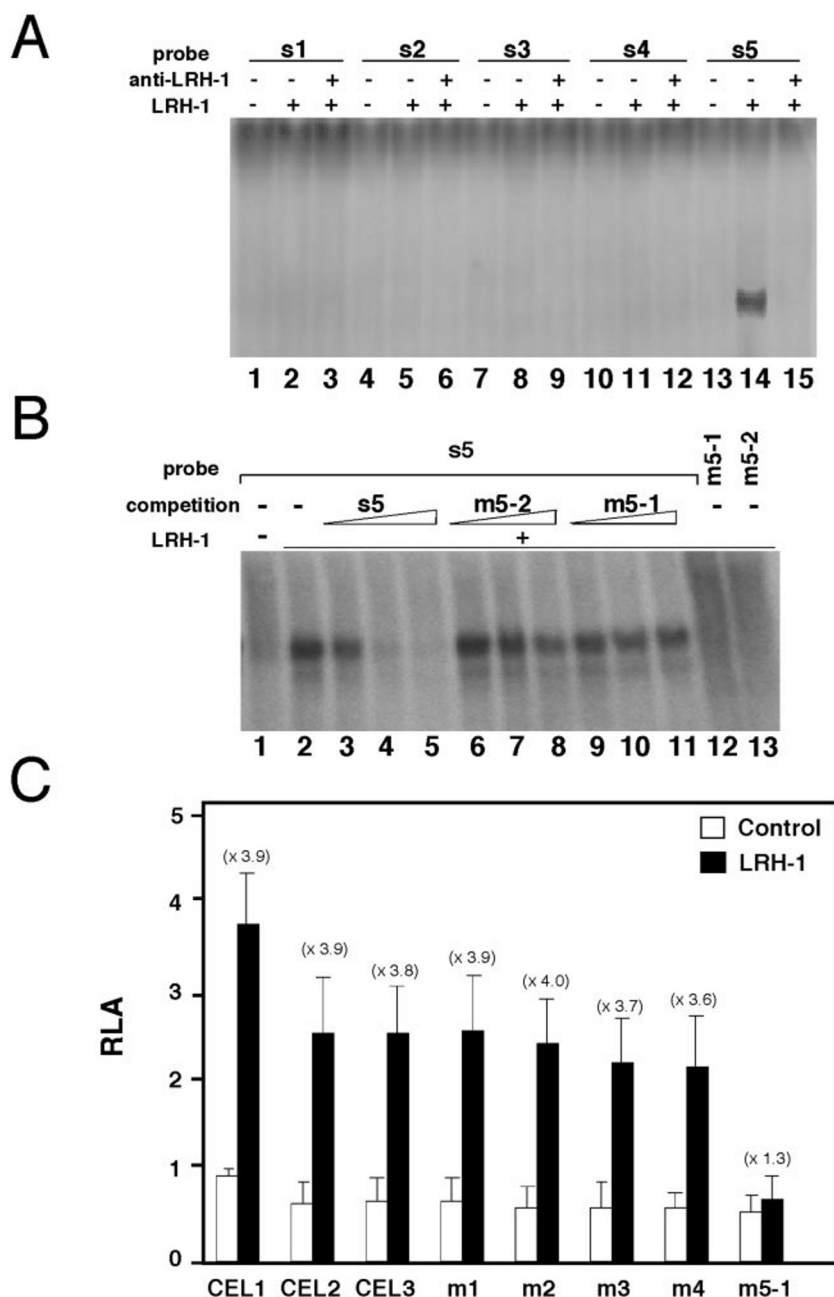 A
probe s1 s2 s3 s4 s5
anti-LRH-1 - - + - - + - - + - - + - - +
LRH-1 - + + - + + - + + - + + - + +
1 2 3 4 5 6 7 8 9 10 11 12 13 14 15
B
probe s5 m5-1 m5-2
competition - - s5 m5-2 m5-1 - -
LRH-1 - +
1 2 3 4 5 6 7 8 9 10 11 12 13
C
5
4
3
2
1
0
RLA
Control
LRH-1
(x 3.9)
(x 3.9)
(x 3.8)
(x 3.9)
(x 4.0)
(x 3.7)
(x 3.6)
(x 1.3)
CEL1 CEL2 CEL3 m1 m2 m3 m4 m5-1